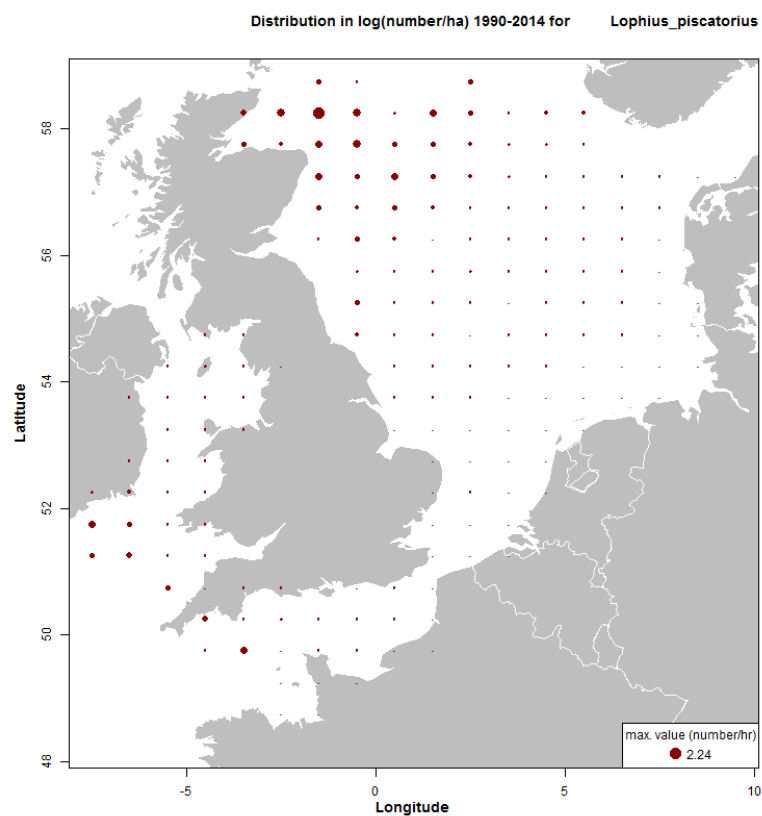 Distribution in log(number/ha) 1990-2014 for Lophius_piscatorius
58
56
54
52
50
48
Latitude
-5 0 5 10
Longitude
max. value (number/hr)
2.24